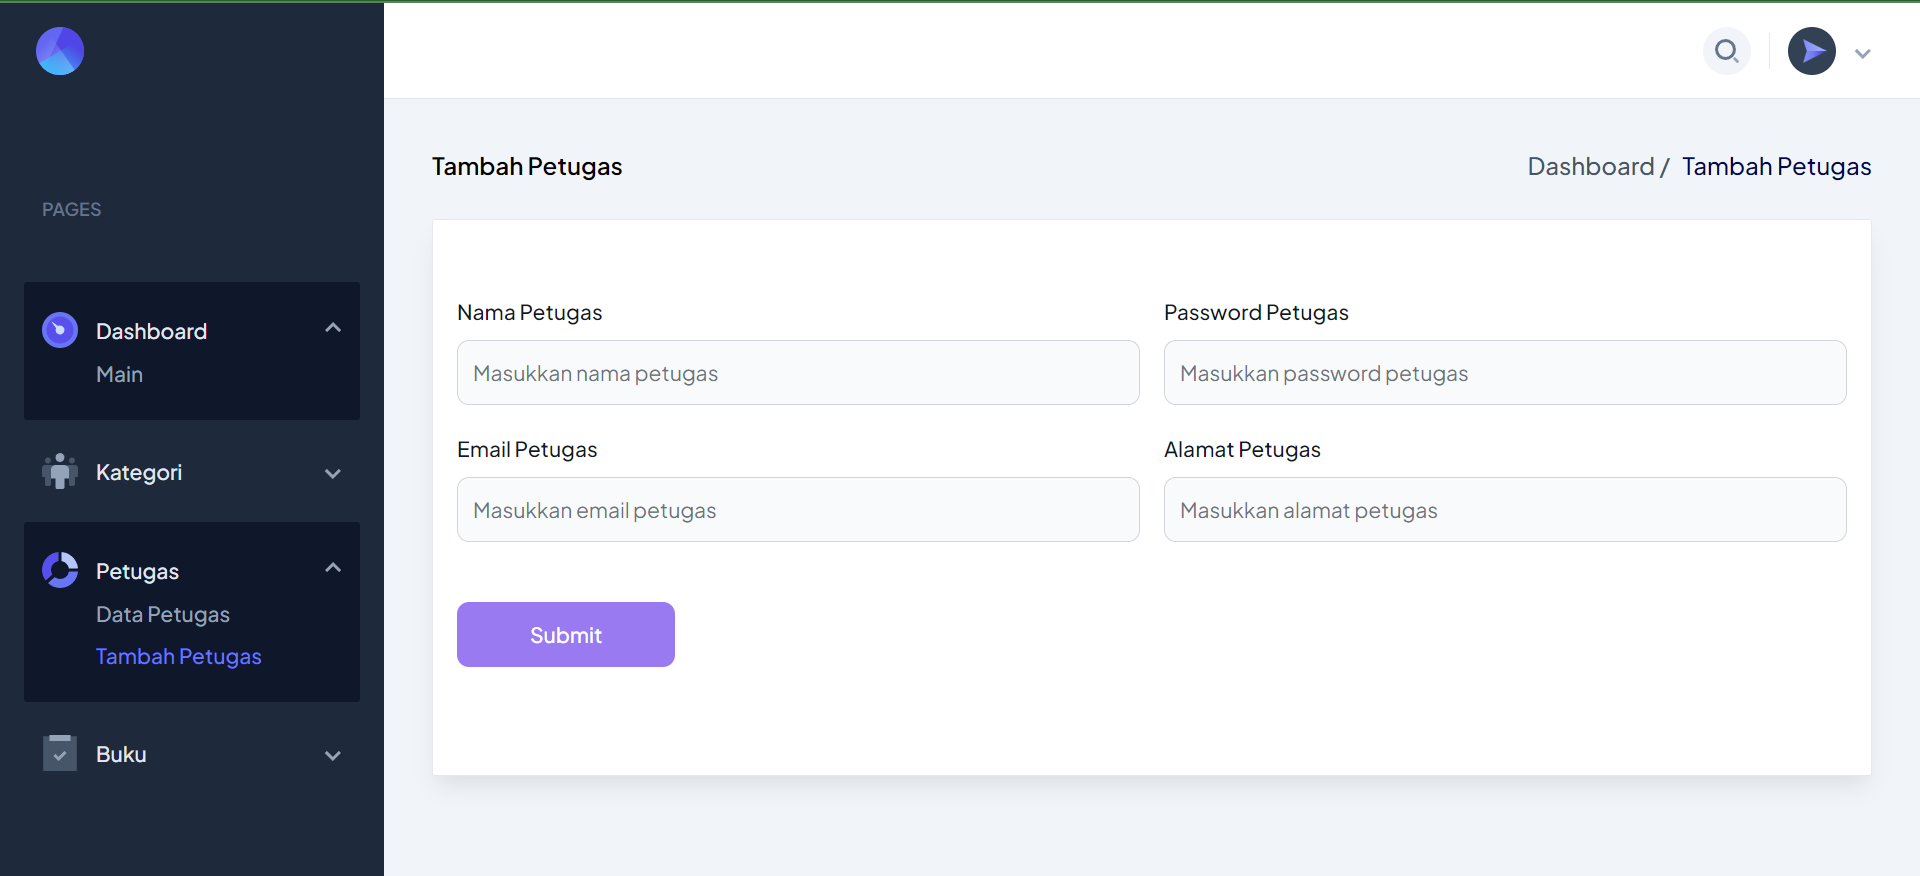 PAGES
Dashboard
Main
Kategori
Petugas
Data Petugas
Tambah Petugas
Buku
Tambah Petugas
Dashboard / Tambah Petugas
Nama Petugas
Masukkan nama petugas
Password Petugas
Masukkan password petugas
Email Petugas
Masukkan email petugas
Alamat Petugas
Masukkan alamat petugas
Submit